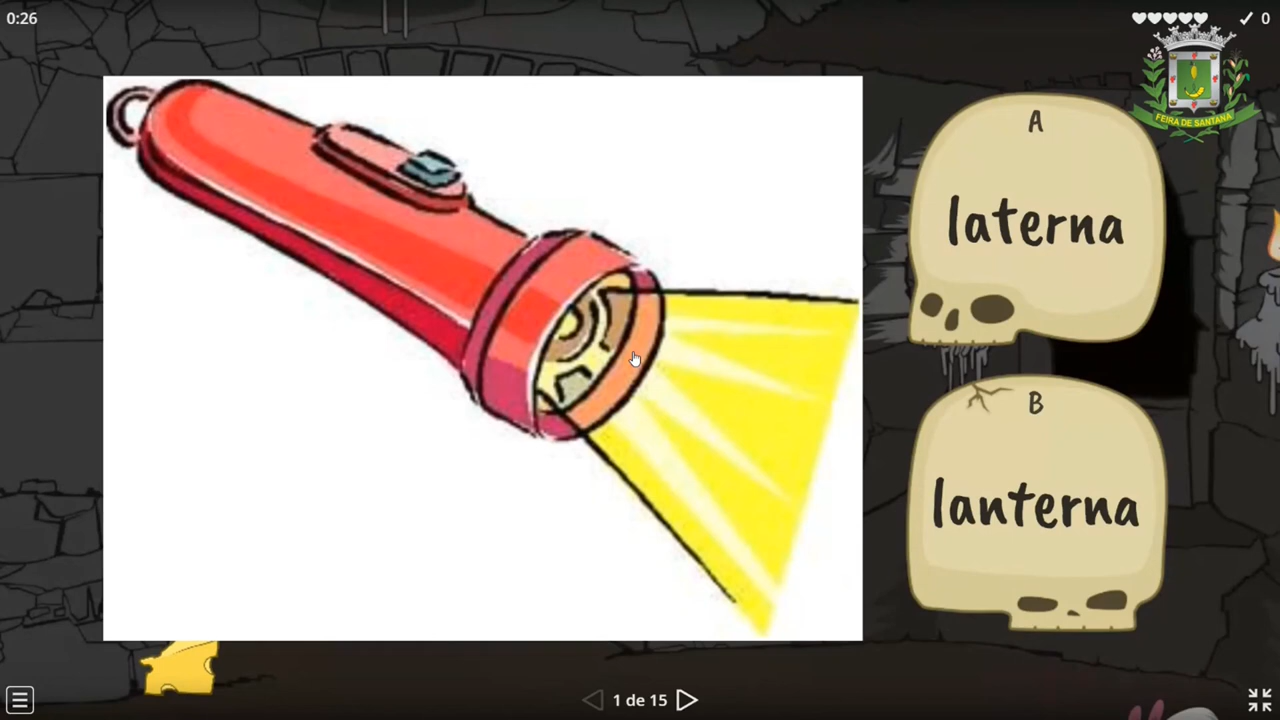 0:26
✓ 0
FEIRA DE SANTANA
A
laterna
B
lanterna
1 de 15